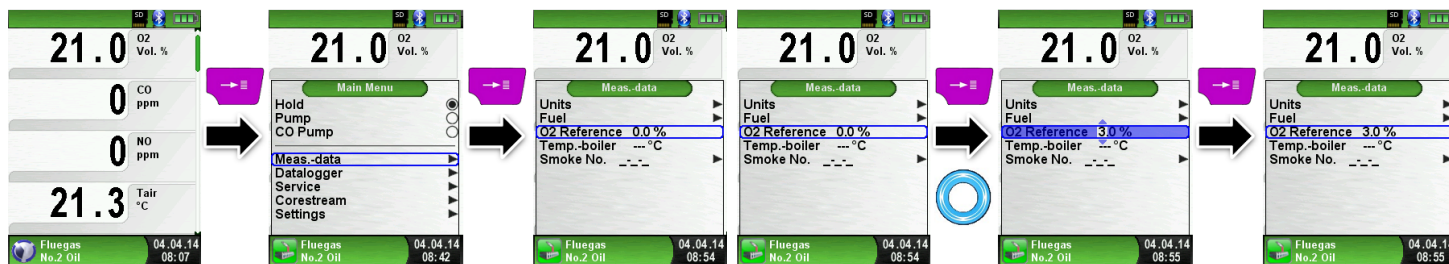 SD
21.0 O2 Vol. %
0 CO ppm
0 NO ppm
21.3 Tair °C
Fluegas 04.04.14
No.2 Oil 08:07
SD
21.0 O2 Vol. %
Main Menu
Hold
Pump
CO Pump
Meas.-data
Datalogger
Service
Corestream
Settings
Fluegas 04.04.14
No.2 Oil 08:42
SD
21.0 O2 Vol. %
Meas.-data
Units
Fuel
O2 Reference 0.0 %
Temp.-boiler --- °C
Smoke No. _-_-_
Fluegas 04.04.14
No.2 Oil 08:54
SD
21.0 O2 Vol. %
Meas.-data
Units
Fuel
O2 Reference 0.0 %
Temp.-boiler --- °C
Smoke No. _-_-_
Fluegas 04.04.14
No.2 Oil 08:54
SD
21.0 O2 Vol. %
Meas.-data
Units
Fuel
O2 Reference 3.0 %
Temp.-boiler --- °C
Smoke No. _-_-_
Fluegas 04.04.14
No.2 Oil 08:55
SD
21.0 O2 Vol. %
Meas.-data
Units
Fuel
O2 Reference 3.0 %
Temp.-boiler --- °C
Smoke No. _-_-_
Fluegas 04.04.1
No.2 Oil 08:55